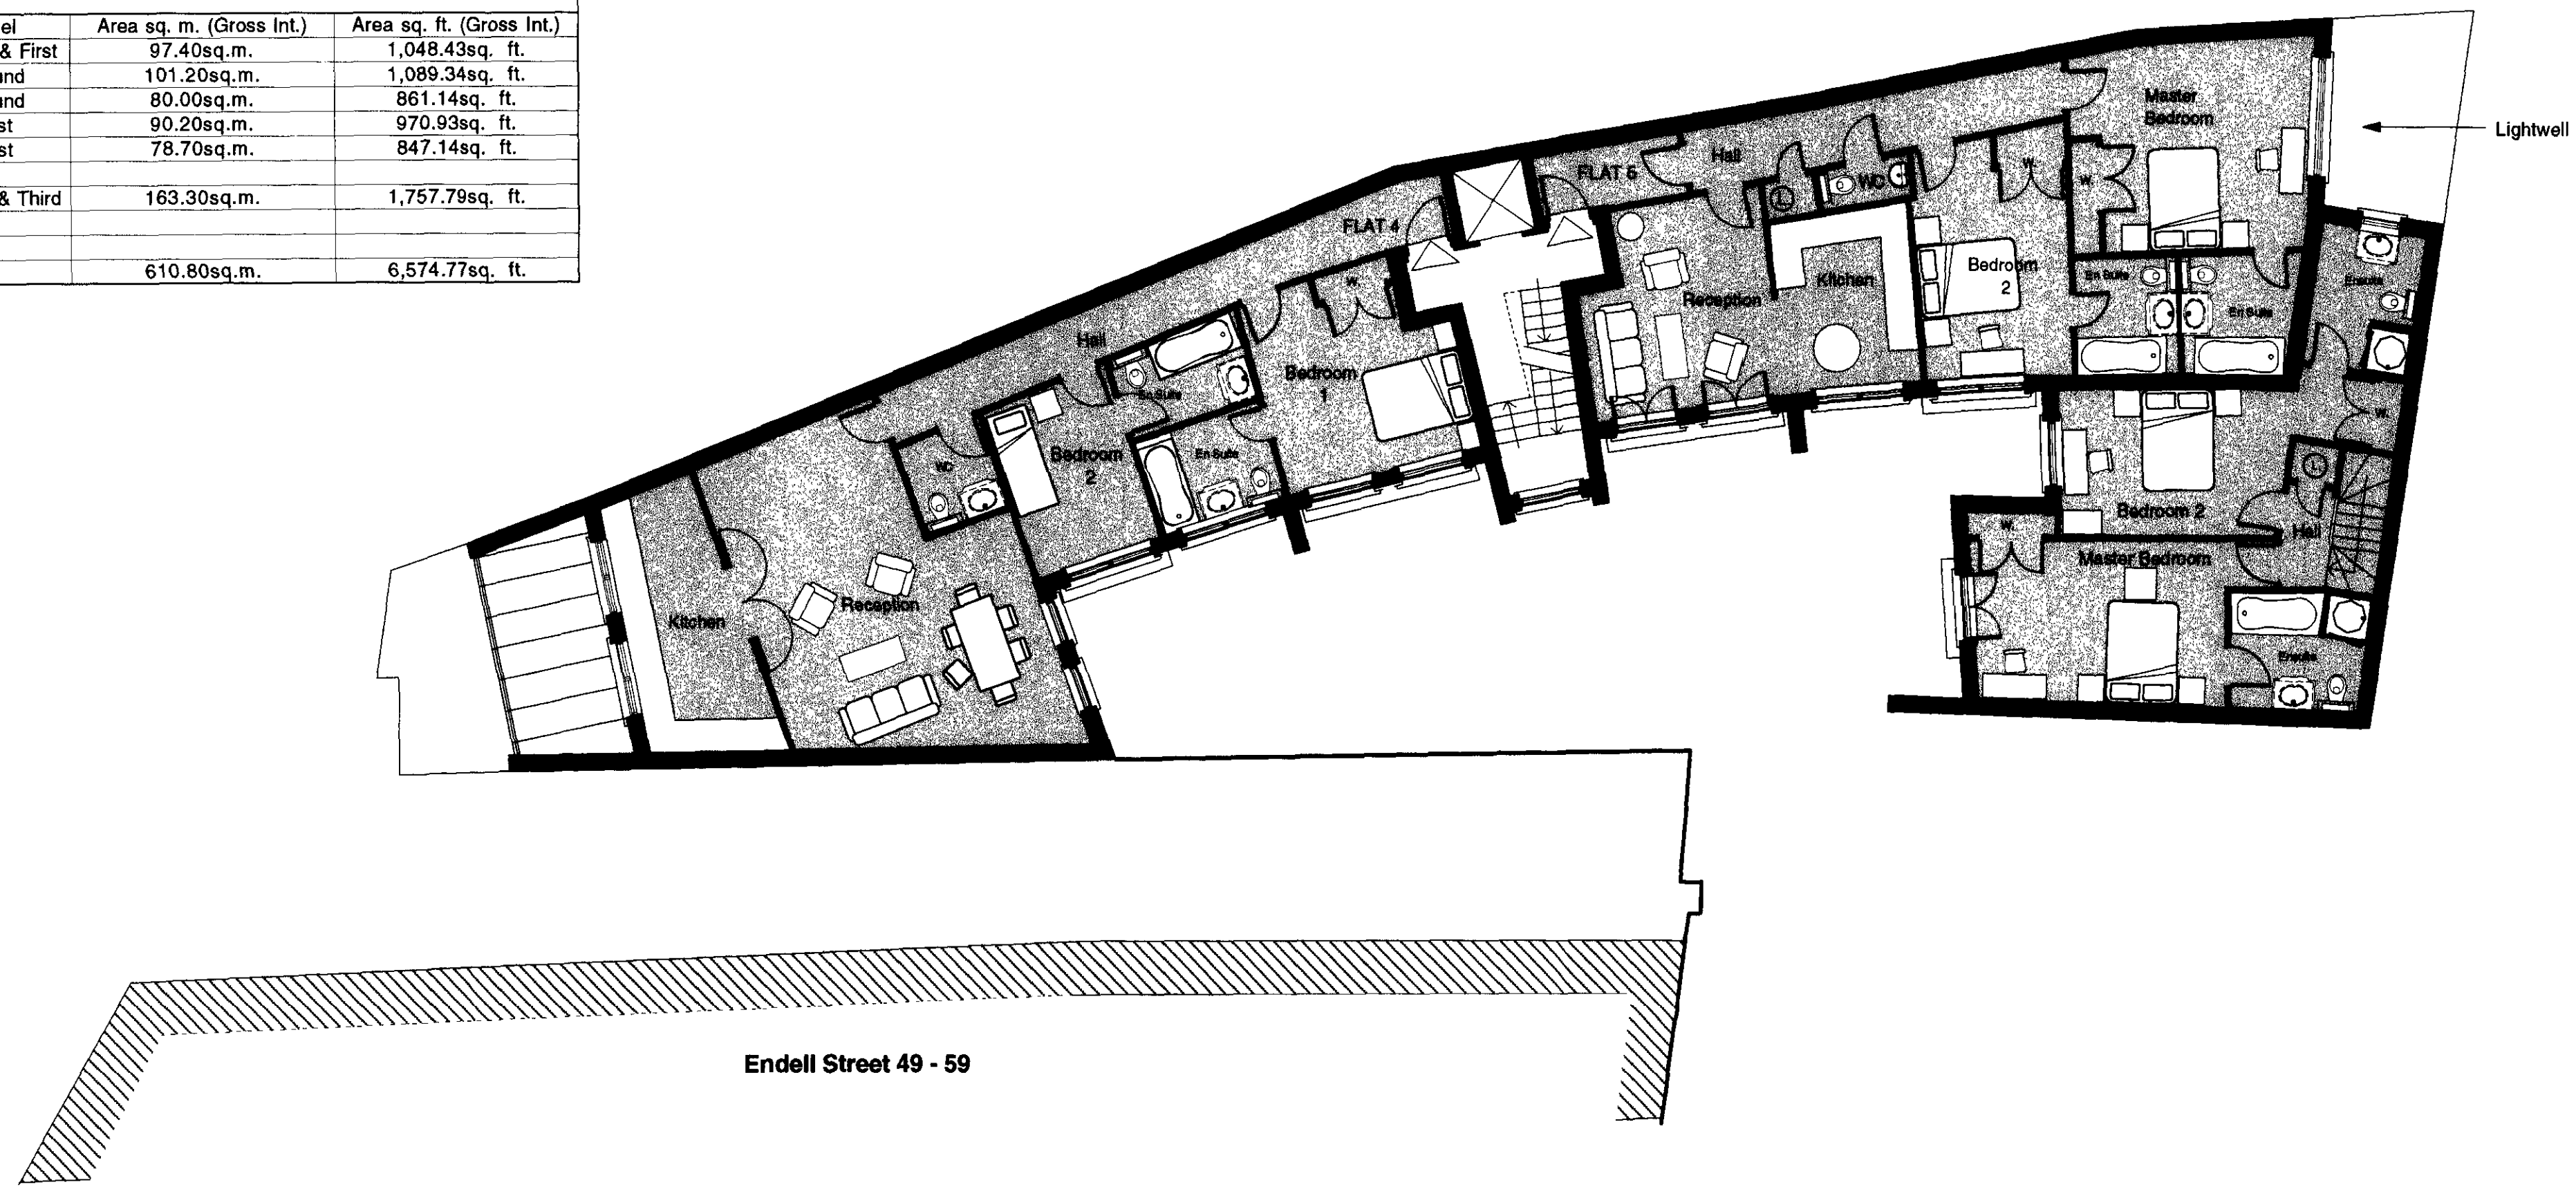 el Area sq. m. (Gross Int.) Area sq. ft. (Gross Int.)
& First 97.40sq.m. 1,048.43sq. ft.
und 101.20sq.m. 1,089.34sq. ft.
und 80.00sq.m. 861.14sq. ft.
st 90.20sq.m. 970.93sq. ft.
st 78.70sq.m. 847.14sq. ft.
& Third 163.30sq.m. 1,757.79sq. ft.
610.80sq.m. 6,574.77sq. ft.
Master
Bedroom
Lightwell
FLAT 5
Hall
L
WC
W.
W.
FLAT 4
W.
Reception
Kitchen
Bedroom
2
En Suite
En Suite
Ensuite
Hall
En Suite
Bedroom
1
W.
WC
Bedroom
2
En Suite
L
Bedroom 2
Hall
W.
Master Bedroom
Kitchen
Reception
Ensuite
Endell Street 49 - 59